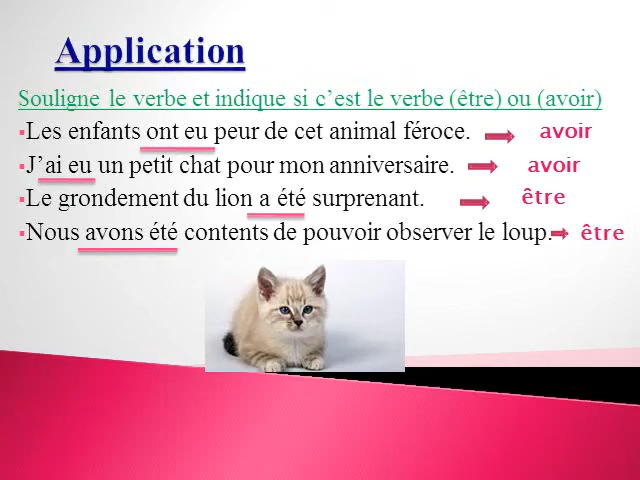 Application
Souligne le verbe et indique si c’est le verbe (être) ou (avoir)
▪Les enfants ont eu peur de cet animal féroce. avoir
▪J’ai eu un petit chat pour mon anniversaire. avoir
▪Le grondement du lion a été surprenant. être
▪Nous avons été contents de pouvoir observer le loup. être